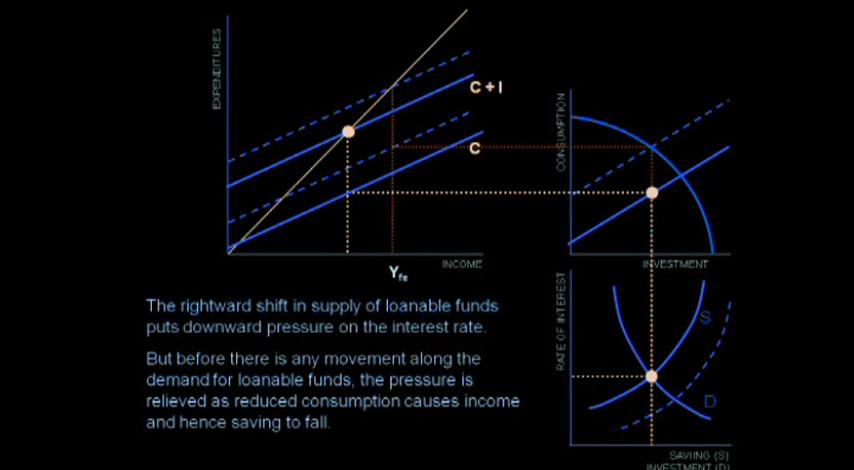 EXPENDITURES
C + I
C
Yfe
INCOME
CONSUMPTION
INVESTMENT
The rightward shift in supply of loanable funds
puts downward pressure on the interest rate.
But before there is any movement along the
demand for loanable funds, the pressure is
relieved as reduced consumption causes income
and hence saving to fall.
RATE OF INTEREST
S
D
SAVIING (S)
INVESTMENT (D)